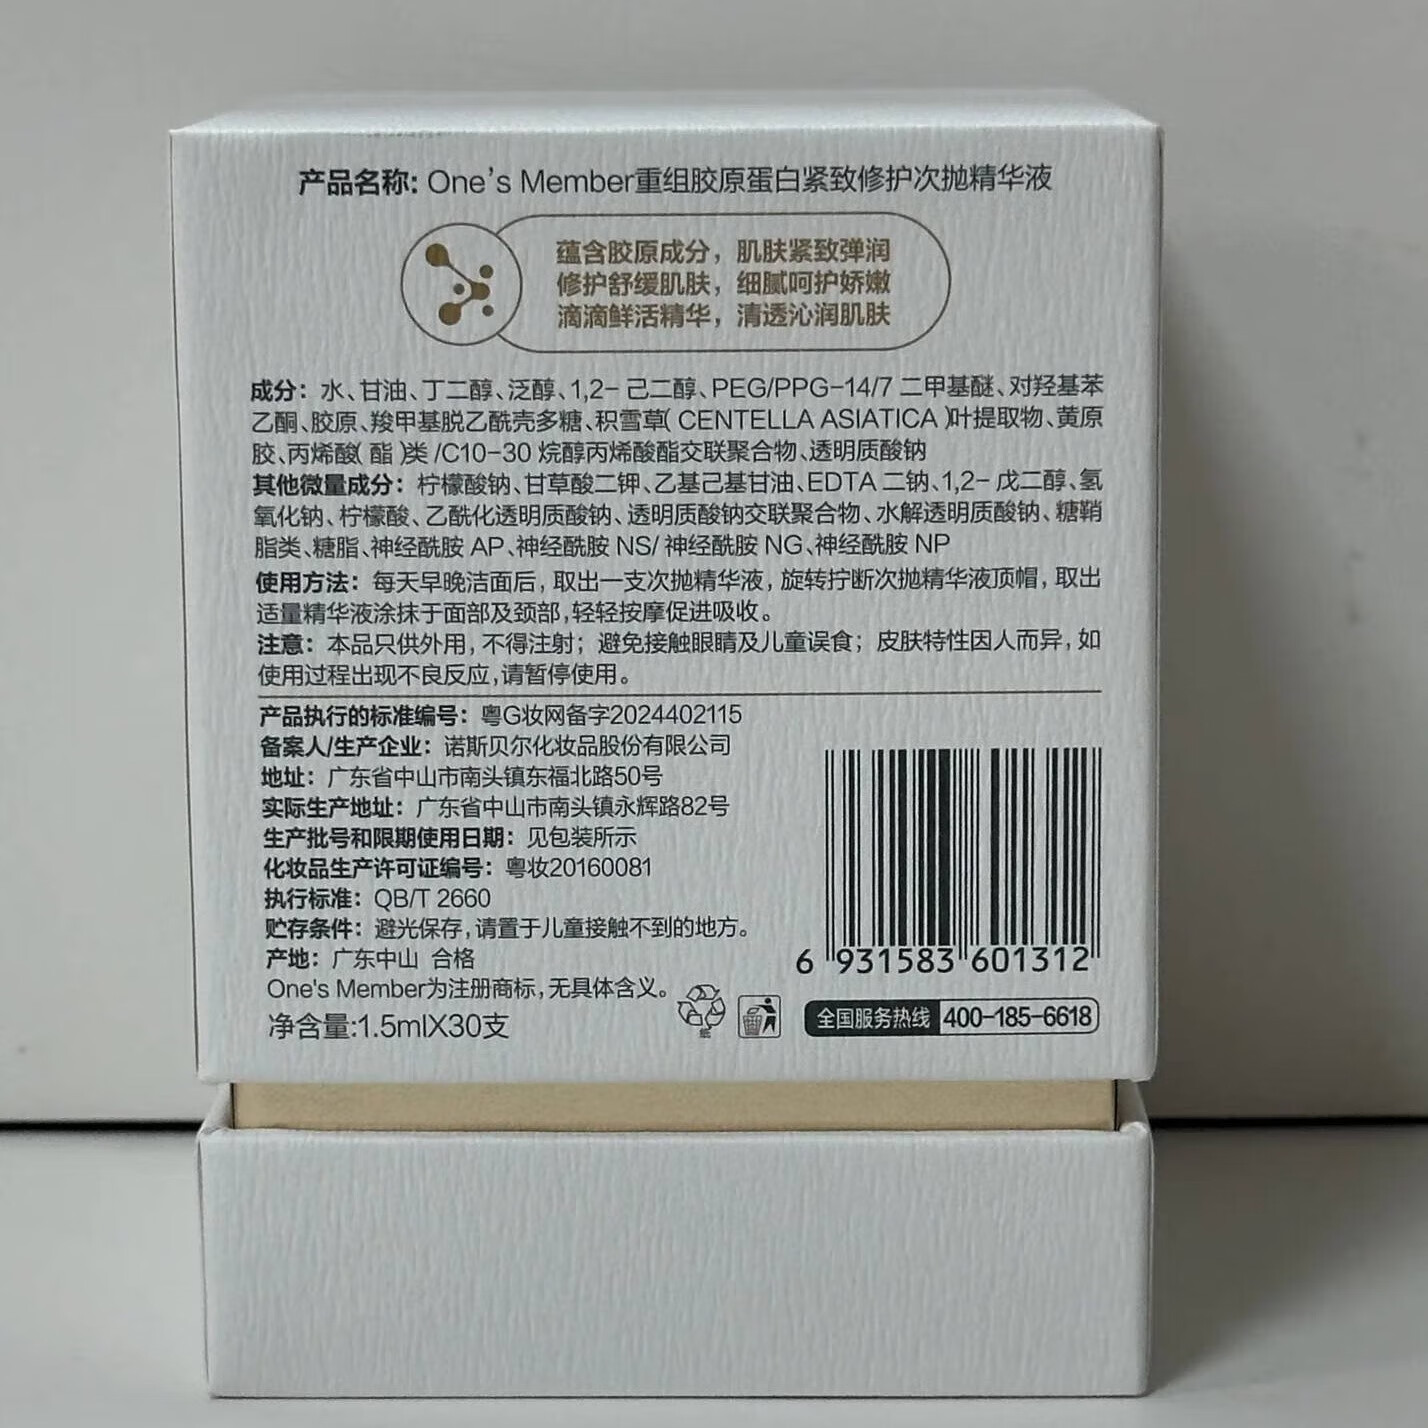 产品名称: One's Member重组胶原蛋白紧致修护次抛精华液
蕴含胶原成分，肌肤紧致弹润
修护舒缓肌肤，细腻呵护娇嫩
滴滴鲜活精华，清透沁润肌肤
成分：水、甘油、丁二醇、泛醇、1,2-己二醇、PEG/PPG-14/7 二甲基醚、对羟基苯
乙酮、胶原、羧甲基脱乙酰壳多糖、积雪草( CENTELLA ASIATICA )叶提取物、黄原
胶、丙烯酸( 酯 )类 /C10-30 烷醇丙烯酸酯交联聚合物、透明质酸钠
其他微量成分：柠檬酸钠、甘草酸二钾、乙基己基甘油、EDTA 二钠、1,2- 戊二醇、氢
氧化钠、柠檬酸、乙酰化透明质酸钠、透明质酸钠交联聚合物、水解透明质酸钠、糖鞘
脂类、糖脂、神经酰胺 AP、神经酰胺 NS/ 神经酰胺 NG、神经酰胺 NP
使用方法：每天早晚洁面后，取出一支次抛精华液，旋转拧断次抛精华液顶帽，取出
适量精华液涂抹于面部及颈部,轻轻按摩促进吸收。
注意：本品只供外用，不得注射；避免接触眼睛及儿童误食；皮肤特性因人而异，如
使用过程出现不良反应,请暂停使用。
产品执行的标准编号：粤G妆网备字2024402115
备案人/生产企业：诺斯贝尔化妆品股份有限公司
地址：广东省中山市南头镇东福北路50号
实际生产地址：广东省中山市南头镇永辉路82号
生产批号和限期使用日期：见包装所示
化妆品生产许可证编号：粤妆20160081
执行标准：QB/T 2660
贮存条件：避光保存,请置于儿童接触不到的地方。
产地：广东中山 合格
One's Member为注册商标,无具体含义。
净含量:1.5mlX30支
纸
6 931583 601312
全国服务热线 400-185-6618